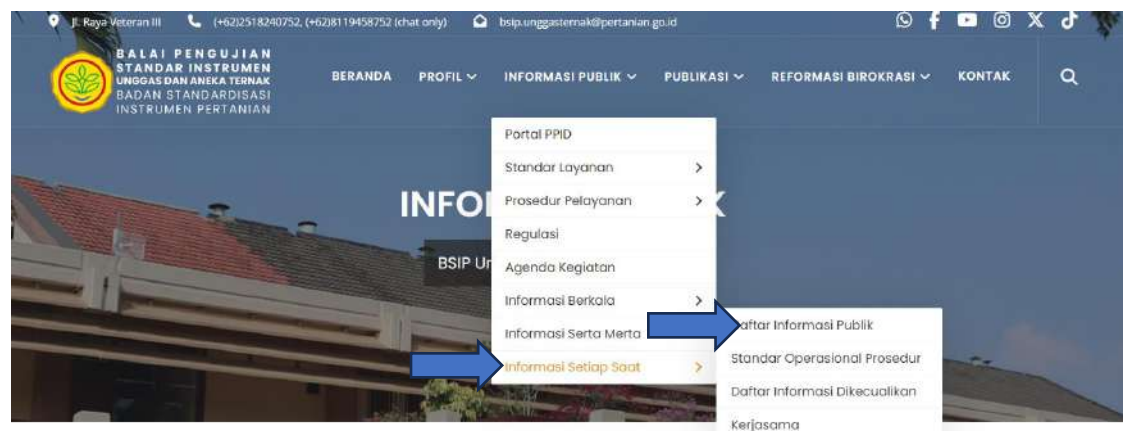 Jl. Raya Veteran III (+62)2518240752, (+62)8119458752 (chat only) bsip.unggasternak@pertanian.go.id
BALAI PENGUJIAN
STANDAR INSTRUMEN
UNGGAS DAN ANEKA TERNAK
BADAN STANDARDISASI
INSTRUMEN PERTANIAN
BERANDA PROFIL INFORMASI PUBLIK PUBLIKASI REFORMASI BIROKRASI KONTAK
Portal PPID
Standar Layanan
Prosedur Pelayanan
Regulasi
Agenda Kegiatan
Informasi Berkala
Informasi Serta Merta
Informasi Setiap Saat
INFO K
BSIP Un
aftar Informasi Publik
Standar Operasional Prosedur
Daftar Informasi Dikecualikan
Kerjasama